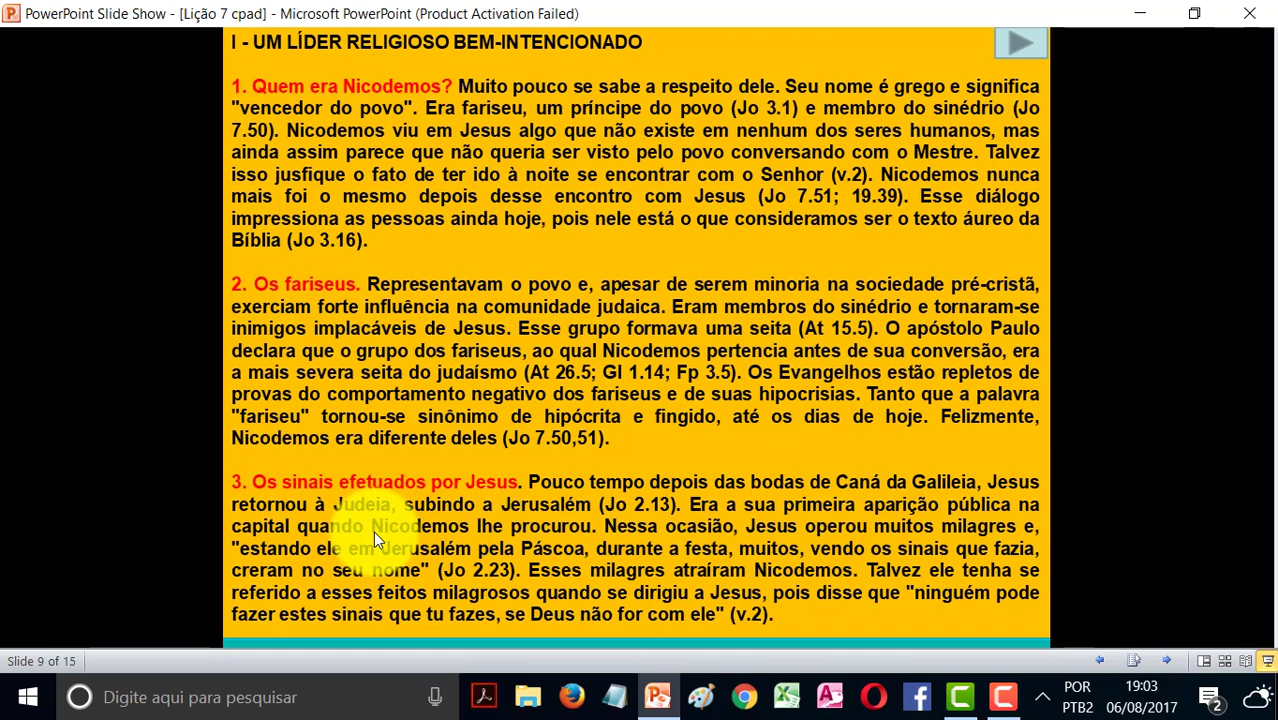 PowerPoint Slide Show - [Lição 7 cpad] - Microsoft PowerPoint (Product Activation Failed)
I - UM LÍDER RELIGIOSO BEM-INTENCIONADO
1. Quem era Nicodemos? Muito pouco se sabe a respeito dele. Seu nome é grego e significa
"vencedor do povo". Era fariseu, um príncipe do povo (Jo 3.1) e membro do sinédrio (Jo
7.50). Nicodemos viu em Jesus algo que não existe em nenhum dos seres humanos, mas
ainda assim parece que não queria ser visto pelo povo conversando com o Mestre. Talvez
isso jusfique o fato de ter ido à noite se encontrar com o Senhor (v.2). Nicodemos nunca
mais foi o mesmo depois desse encontro com Jesus (Jo 7.51; 19.39). Esse diálogo
impressiona as pessoas ainda hoje, pois nele está o que consideramos ser o texto áureo da
Bíblia (Jo 3.16).
2. Os fariseus. Representavam o povo e, apesar de serem minoria na sociedade pré-cristã,
exerciam forte influência na comunidade judaica. Eram membros do sinédrio e tornaram-se
inimigos implacáveis de Jesus. Esse grupo formava uma seita (At 15.5). O apóstolo Paulo
declara que o grupo dos fariseus, ao qual Nicodemos pertencia antes de sua conversão, era
a mais severa seita do judaísmo (At 26.5; Gl 1.14; Fp 3.5). Os Evangelhos estão repletos de
provas do comportamento negativo dos fariseus e de suas hipocrisias. Tanto que a palavra
"fariseu" tornou-se sinônimo de hipócrita e fingido, até os dias de hoje. Felizmente,
Nicodemos era diferente deles (Jo 7.50,51).
3. Os sinais efetuados por Jesus. Pouco tempo depois das bodas de Caná da Galileia, Jesus
retornou à Judeia, subindo a Jerusalém (Jo 2.13). Era a sua primeira aparição pública na
capital quando Nicodemos lhe procurou. Nessa ocasião, Jesus operou muitos milagres e,
"estando ele em Jerusalém pela Páscoa, durante a festa, muitos, vendo os sinais que fazia,
creram no seu nome" (Jo 2.23). Esses milagres atraíram Nicodemos. Talvez ele tenha se
referido a esses feitos milagrosos quando se dirigiu a Jesus, pois disse que "ninguém pode
fazer estes sinais que tu fazes, se Deus não for com ele" (v.2).
Slide 9 of 15
Digite aqui para pesquisar
POR
PTB2
19:03
06/08/2017
2